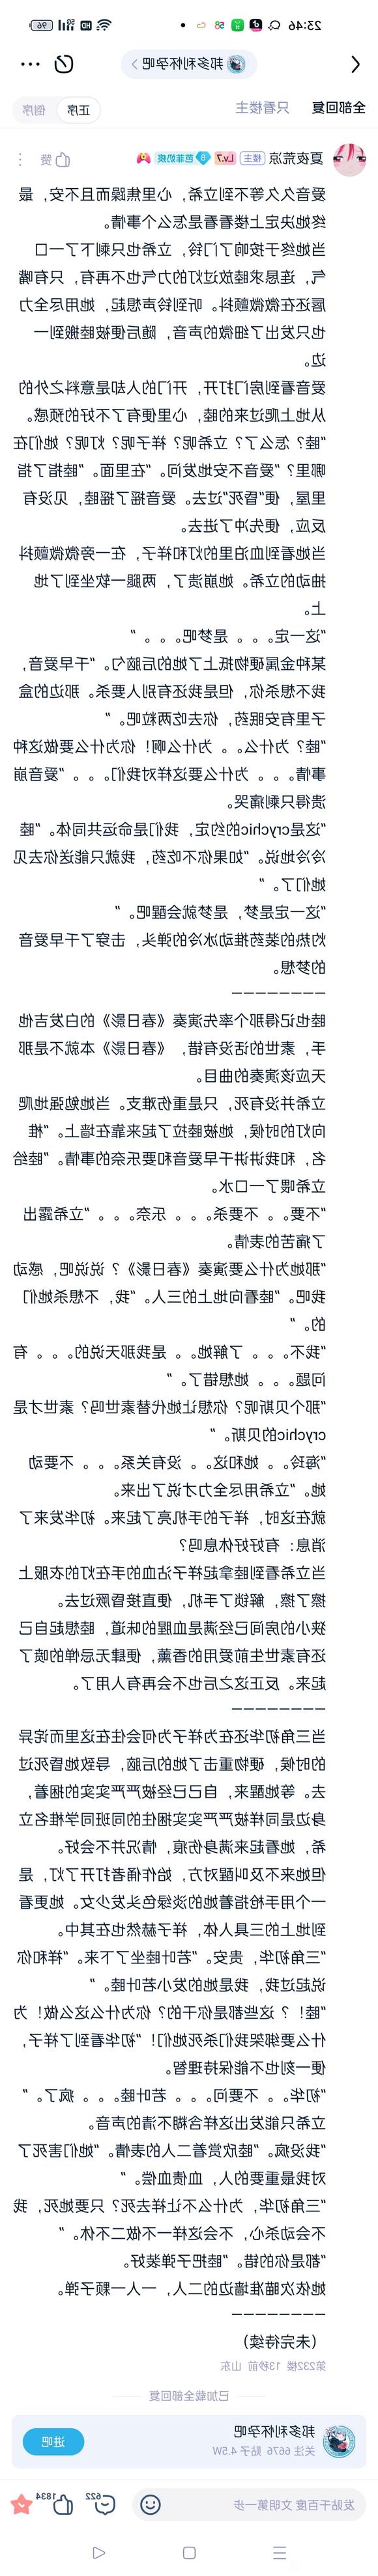 23:46
58
5G
96
邦多利怀孕吧
全部回复
只看楼主
正序
倒序
夏夜荒凉
楼主
Lv.7
8
芭菲奶爽
赞
爱音久久等不到立希，心里焦躁而且不安，最
终她决定上楼看看是怎么个事情。
当她终于按响了门铃，立希也只剩下了一口
气，连恳求睦放过灯的力气也不再有，只有嘴
唇还在微微颤抖。听到铃声想起，她用尽全力
也只发出了细微的声音，随后便被睦搬到一
边。
爱音看到房门打开，开门的人却是意料之外的
从地上爬过来的睦，心里便有了不好的预感。
“睦？怎么了？立希呢？祥子呢？灯呢？她们在
哪里？”爱音不安地发问。“在里面。”睦指了指
里屋，便“昏死”过去。爱音摇了摇睦，见没有
反应，便先冲了进去。
当她看到血泊里的灯和祥子，在一旁微微颤抖
抽动的立希。她崩溃了，两腿一软坐到了地
上。
“这一定。。。是梦吧。。。”
某种金属硬物抵上了她的后脑勺。“千早爱音，
我不想杀你，但是我还有别人要杀。那边的盒
子里有安眠药，你去吃两粒吧。”
“睦？为什么。。为什么啊！你为什么要做这种
事情。。。为什么要这样对我们。。。”爱音崩
溃得只剩痛哭。
“这是crychic的约定，我们是命运共同体。”睦
冷冷地说。“如果你不吃药，我就只能送你去见
她们了。”
“这一定是梦，是梦就会醒吧。”
灼热的装药推动冰冷的弹头，击穿了千早爱音
的梦想。
————————
睦也记得那个率先演奏《春日影》的白发吉他
手，素世的话没有错，《春日影》本就不是那
天应该演奏的曲目。
立希并没有死，只是重伤难支。当她勉强地爬
向灯的时候，她被睦拉了起来靠在墙上。“椎
名，和我讲讲千早爱音和要乐奈的事情。”睦给
立希喂了一口水。
“不要。。不要杀。。。乐奈。。。”立希露出
了痛苦的表情。
“那她为什么要演奏《春日影》？说说吧，感动
我吧。”睦看向地上的三人。“我，不想杀她们
的。”
“我不。。。了解她。。是我那天说的。。。有
问题。。。她想错了。”
“那个贝斯呢？你想让她代替素世吗？素世才是
crychic的贝斯。”
“海玲。。她和这。。没有关系。。。不要动
她。”立希用尽全力才说了出来。
就在这时，祥子的手机亮了起来。初华发来了
消息：有好好休息吗？
当立希看到睦拿起祥子沾血的手在灯的衣服上
擦了擦，解锁了手机，便直接昏厥过去。
狭小的房间已经满是血腥的味道，睦想起自己
还有素世生前爱用的香薰，便肆无忌惮的喷了
起来。反正这之后也不会再有人用了。
————————
当三角初华还在为祥子为何会住在这里而诧异
的时候，硬物重击了她的后脑，导致她昏死过
去。等她醒来，自己已经被严严实实的捆着，
身边是同样被严严实实捆住的同班同学椎名立
希，她看起来满身伤痕，情况并不会好。
但她来不及叫醒对方，始作俑者打开了灯，是
一个用手枪指着她的淡绿色头发少女。她更看
到地上的三具人体，祥子赫然也在其中。
“三角初华，贵安。”若叶睦坐了下来。“祥和你
说起过我，我是她的发小若叶睦。”
“睦！？这些都是你干的？你为什么这么做！为
什么要绑架我们杀死她们！”初华看到了祥子，
便一刻也不能保持理智。
“初华。。不要问。。。若叶睦。。。疯了。”
立希只能发出这样含糊不清的声音。
“我没疯。”睦欣赏着二人的表情。“她们害死了
对我最重要的人，血债血偿。”
“三角初华，为什么不让祥去死？只要她死，我
不会动杀心，不会这样一不做二不休。”
“都是你的错。”睦把子弹装好。
她依次瞄准墙边的二人，一人一颗子弹。
————————
（未完待续）
第232楼 13秒前 山东
已加载全部回复
邦多利怀孕吧
关注 6676 贴子 4.5W
进吧
发贴千百度 文明第一步
622
1834